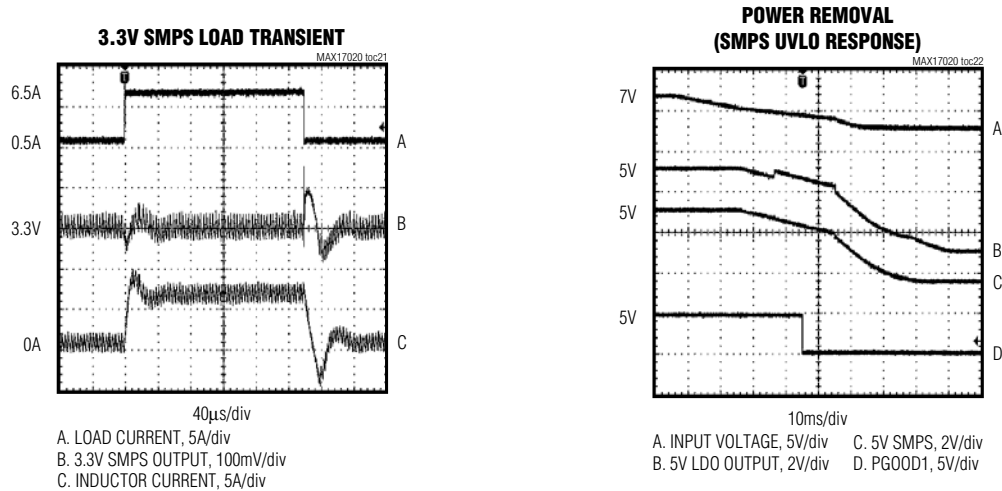 3.3V SMPS LOAD TRANSIENT
MAX17020 toc21
6.5A
0.5A
3.3V
0A
A
B
C
40μs/div
A. LOAD CURRENT, 5A/div
B. 3.3V SMPS OUTPUT, 100mV/div
C. INDUCTOR CURRENT, 5A/div
POWER REMOVAL
(SMPS UVLO RESPONSE)
MAX17020 toc22
7V
5V
5V
5V
A
B
C
D
10ms/div
A. INPUT VOLTAGE, 5V/div C. 5V SMPS, 2V/div
B. 5V LDO OUTPUT, 2V/div D. PGOOD1, 5V/div